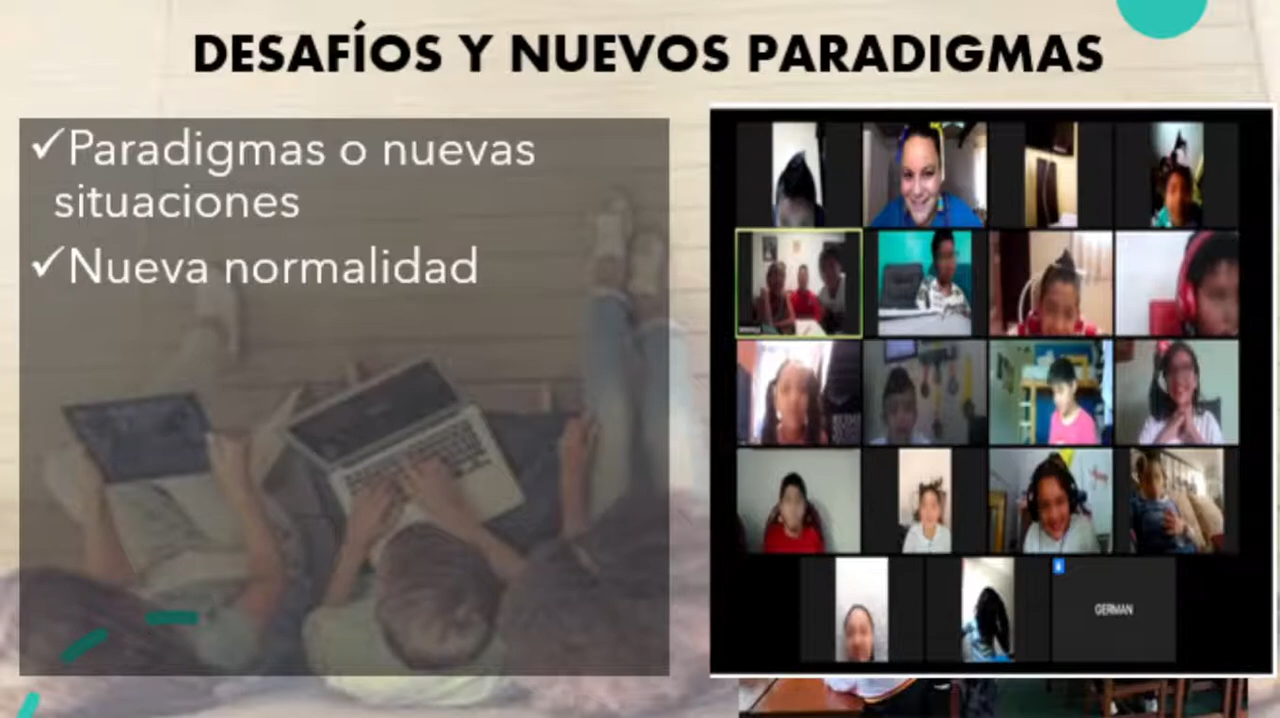 DESAFÍOS Y NUEVOS PARADIGMAS
✓Paradigmas o nuevas
situaciones
✓Nueva normalidad
GERMAN